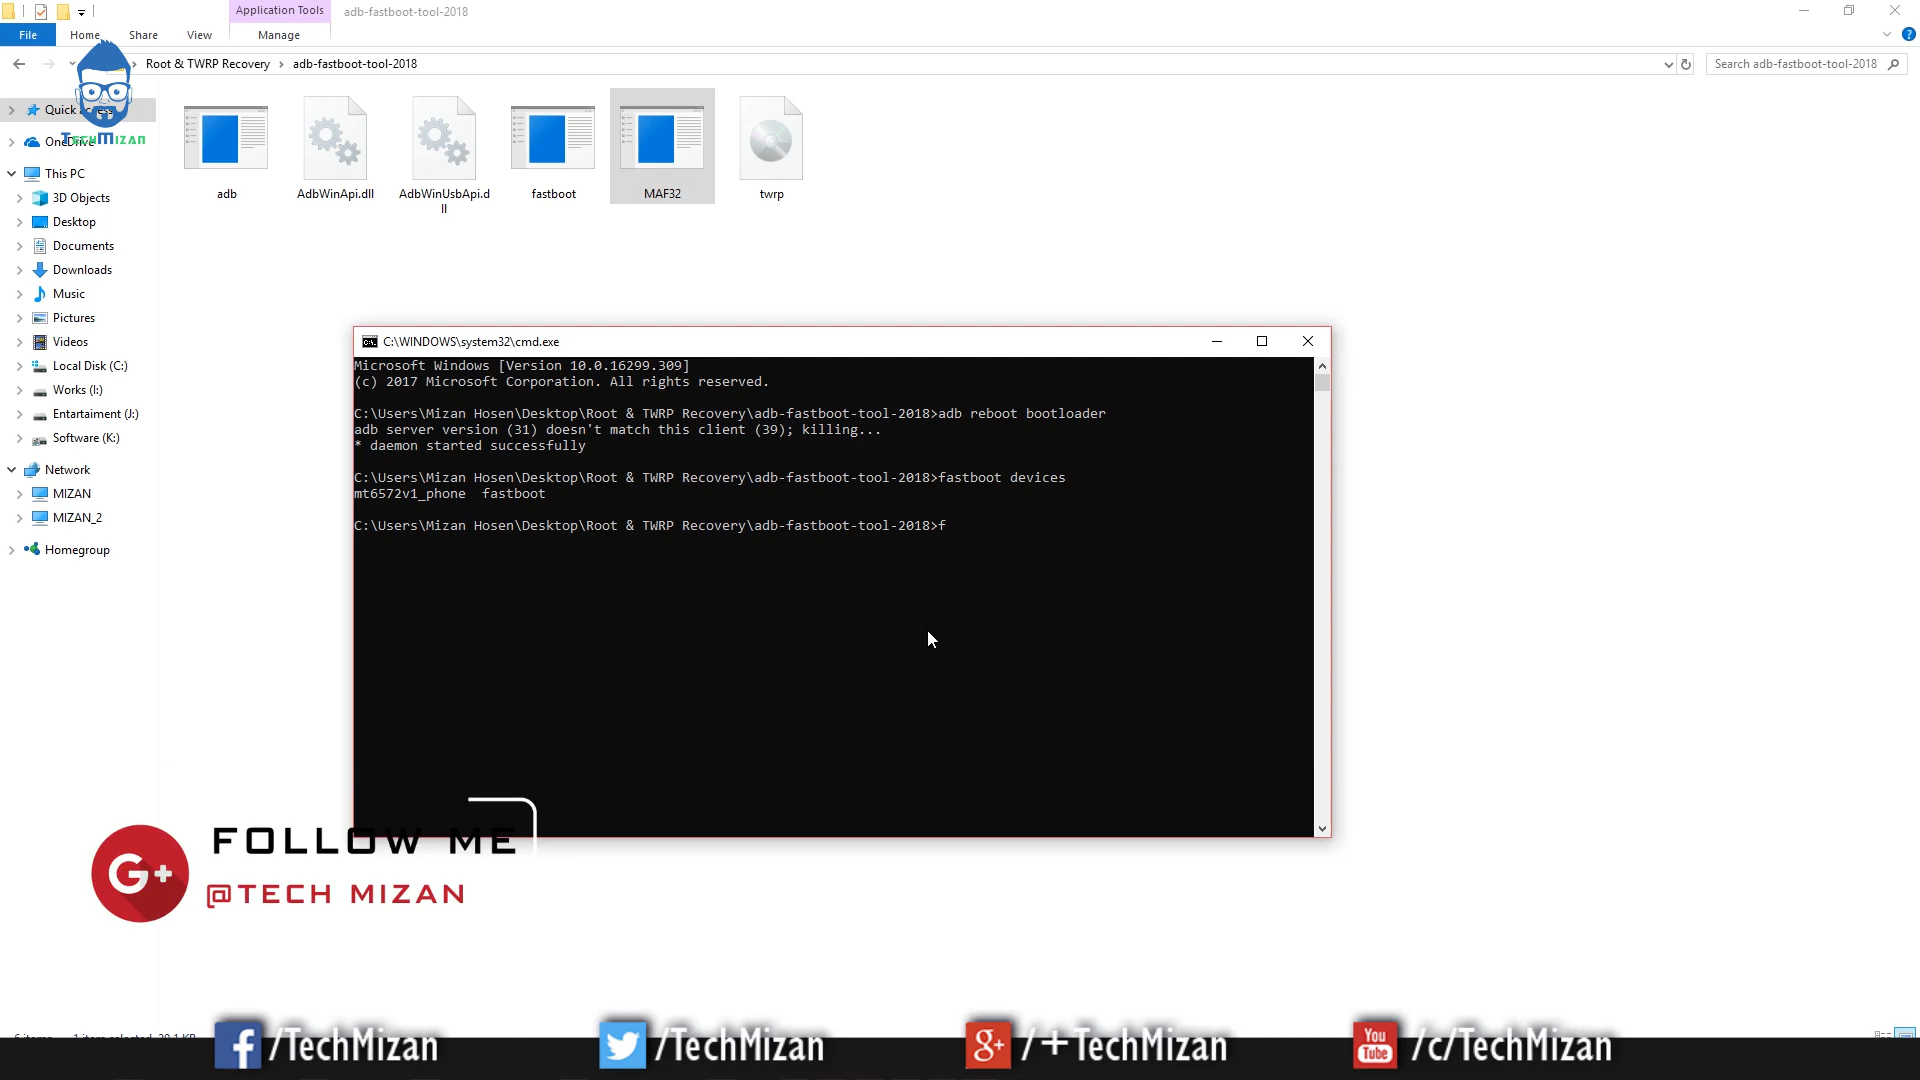 Application Tools
adb-fastboot-tool-2018
File
Home
Share
View
Manage
Root & TWRP Recovery
adb-fastboot-tool-2018
Search adb-fastboot-tool-2018
TechMizan
Quick
OneDrive
This PC
3D Objects
Desktop
Documents
Downloads
Music
Pictures
Videos
Local Disk (C:)
Works (I:)
Entartaiment (J:)
Software (K:)
Network
MIZAN
MIZAN_2
Homegroup
adb
AdbWinApi.dll
AdbWinUsbApi.d
ll
fastboot
MAF32
twrp
C:\WINDOWS\system32\cmd.exe
Microsoft Windows [Version 10.0.16299.309]
(c) 2017 Microsoft Corporation. All rights reserved.
C:\Users\Mizan Hosen\Desktop\Root & TWRP Recovery\adb-fastboot-tool-2018>adb reboot bootloader
adb server version (31) doesn't match this client (39); killing...
* daemon started successfully
C:\Users\Mizan Hosen\Desktop\Root & TWRP Recovery\adb-fastboot-tool-2018>fastboot devices
mt6572v1_phone  fastboot
C:\Users\Mizan Hosen\Desktop\Root & TWRP Recovery\adb-fastboot-tool-2018>f
G+
FOLLOW ME
@TECH MIZAN
f /TechMizan
/TechMizan
g+ /+TechMizan
You Tube /c/TechMizan